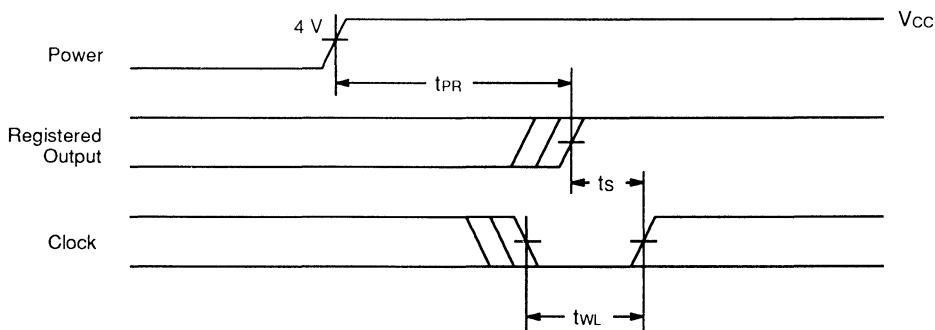 4 V
VCC
Power
tPR
Registered
Output
tS
Clock
tWL